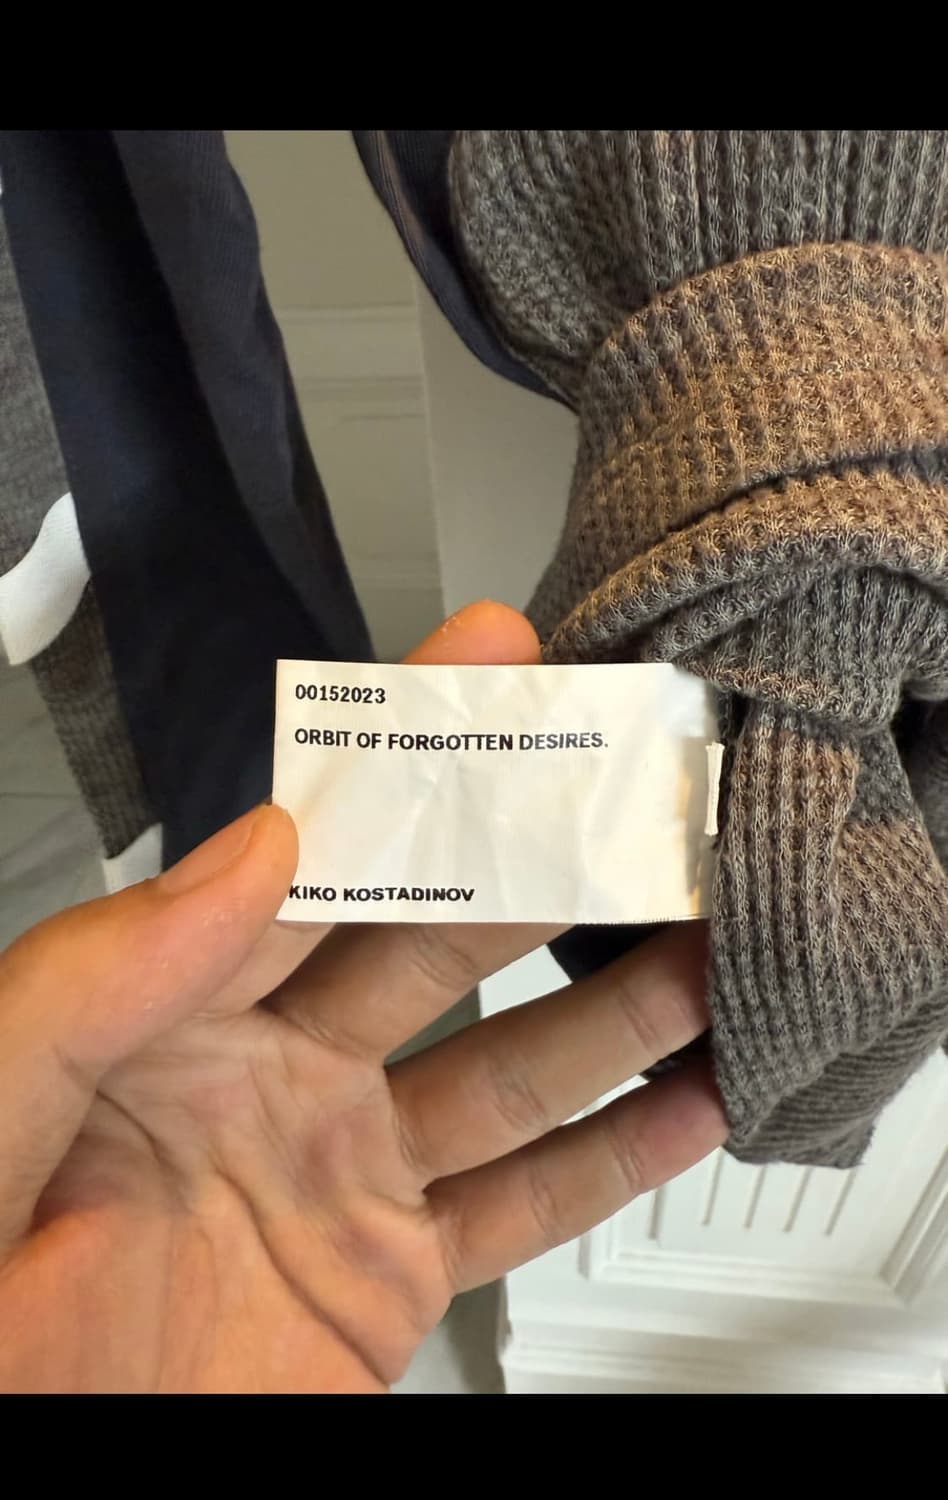 00152023
ORBIT OF FORGOTTEN DESIRES.
KIKO KOSTADINOV